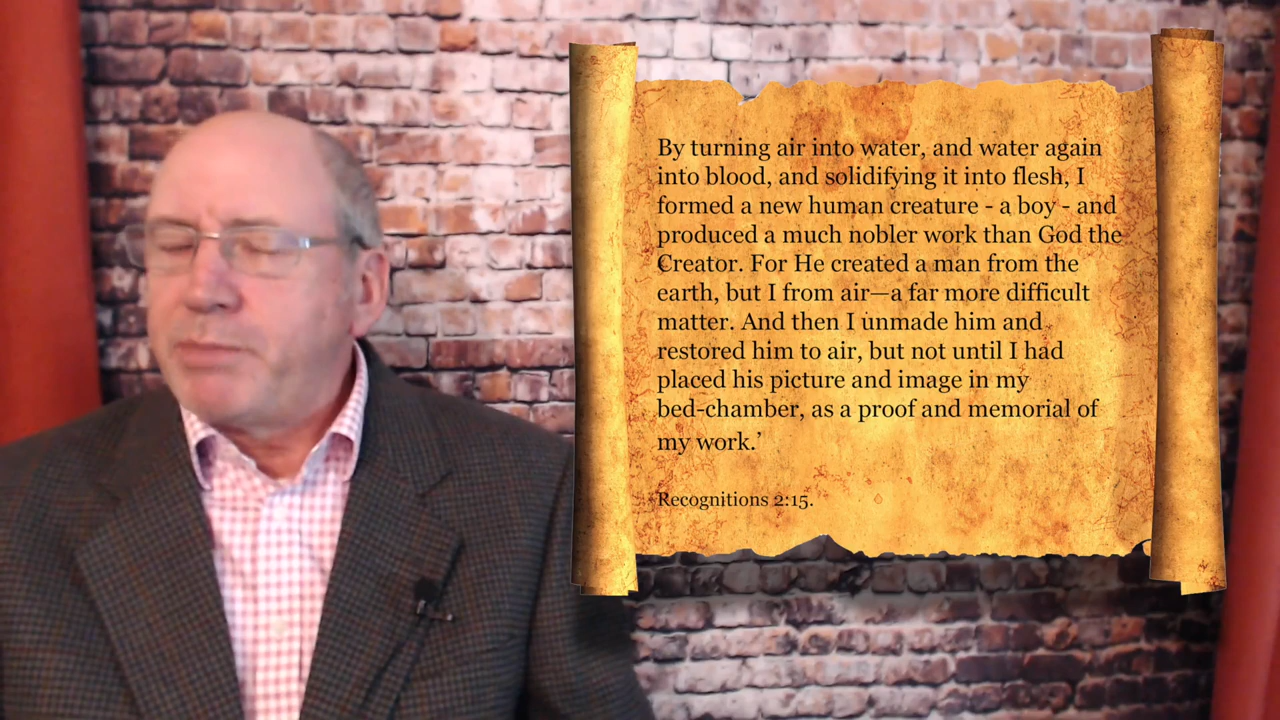 By turning air into water, and water again
into blood, and solidifying it into flesh, I
formed a new human creature - a boy - and
produced a much nobler work than God the
Creator. For He created a man from the
earth, but I from air—a far more difficult
matter. And then I unmade him and
restored him to air, but not until I had
placed his picture and image in my
bed-chamber, as a proof and memorial of
my work.’
Recognitions 2:15.